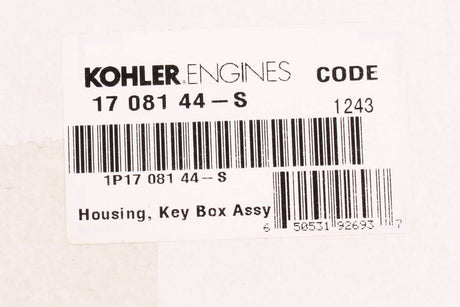 KOHLER ENGINES CODE
17 081 44-S 1243
1P17 081 44-S
Housing, Key Box Assy
6 50531 92693 7